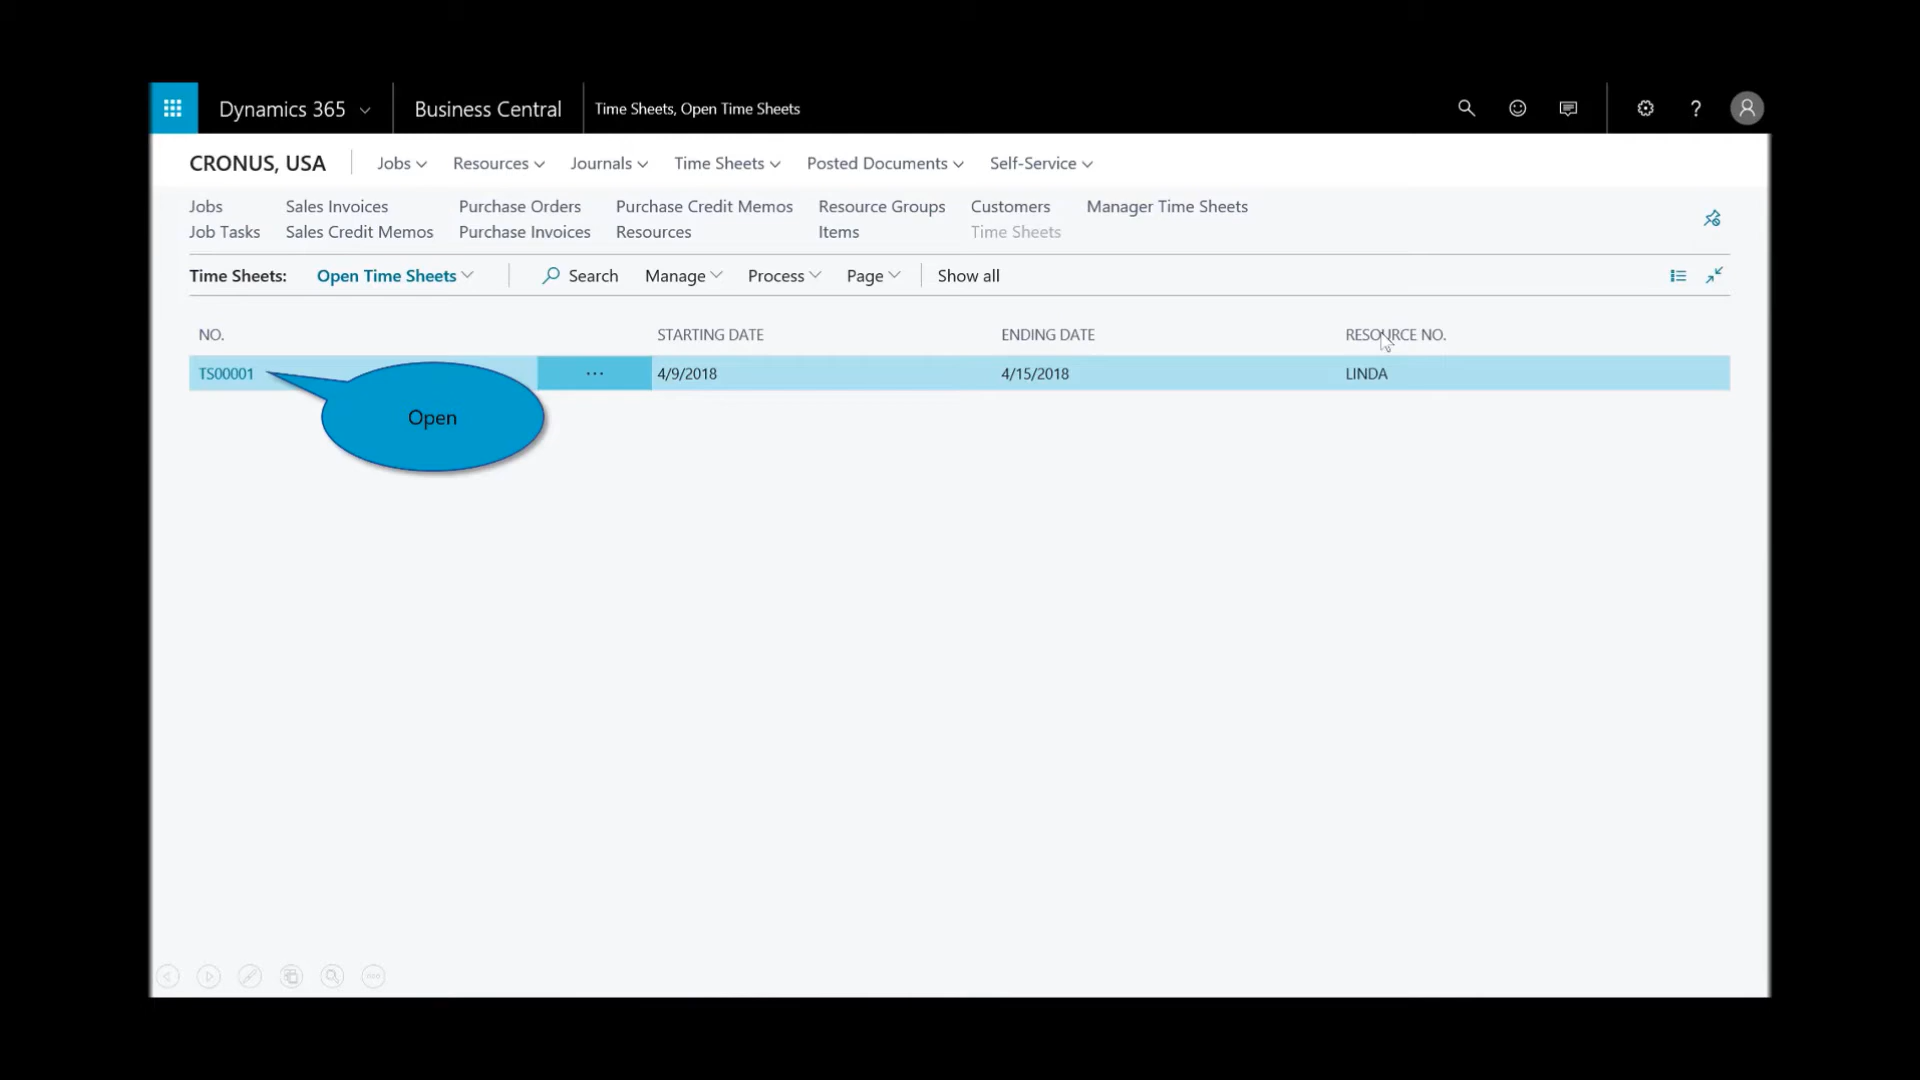 Dynamics 365 Business Central Time Sheets, Open Time Sheets ?
CRONUS, USA Jobs Resources Journals Time Sheets Posted Documents Self-Service
Jobs Sales Invoices Purchase Orders Purchase Credit Memos Resource Groups Customers Manager Time Sheets
Job Tasks Sales Credit Memos Purchase Invoices Resources Items Time Sheets
Time Sheets: Open Time Sheets Search Manage Process Page Show all
NO. STARTING DATE ENDING DATE RESOURCE NO.
TS00001 ... 4/9/2018 4/15/2018 LINDA
Open